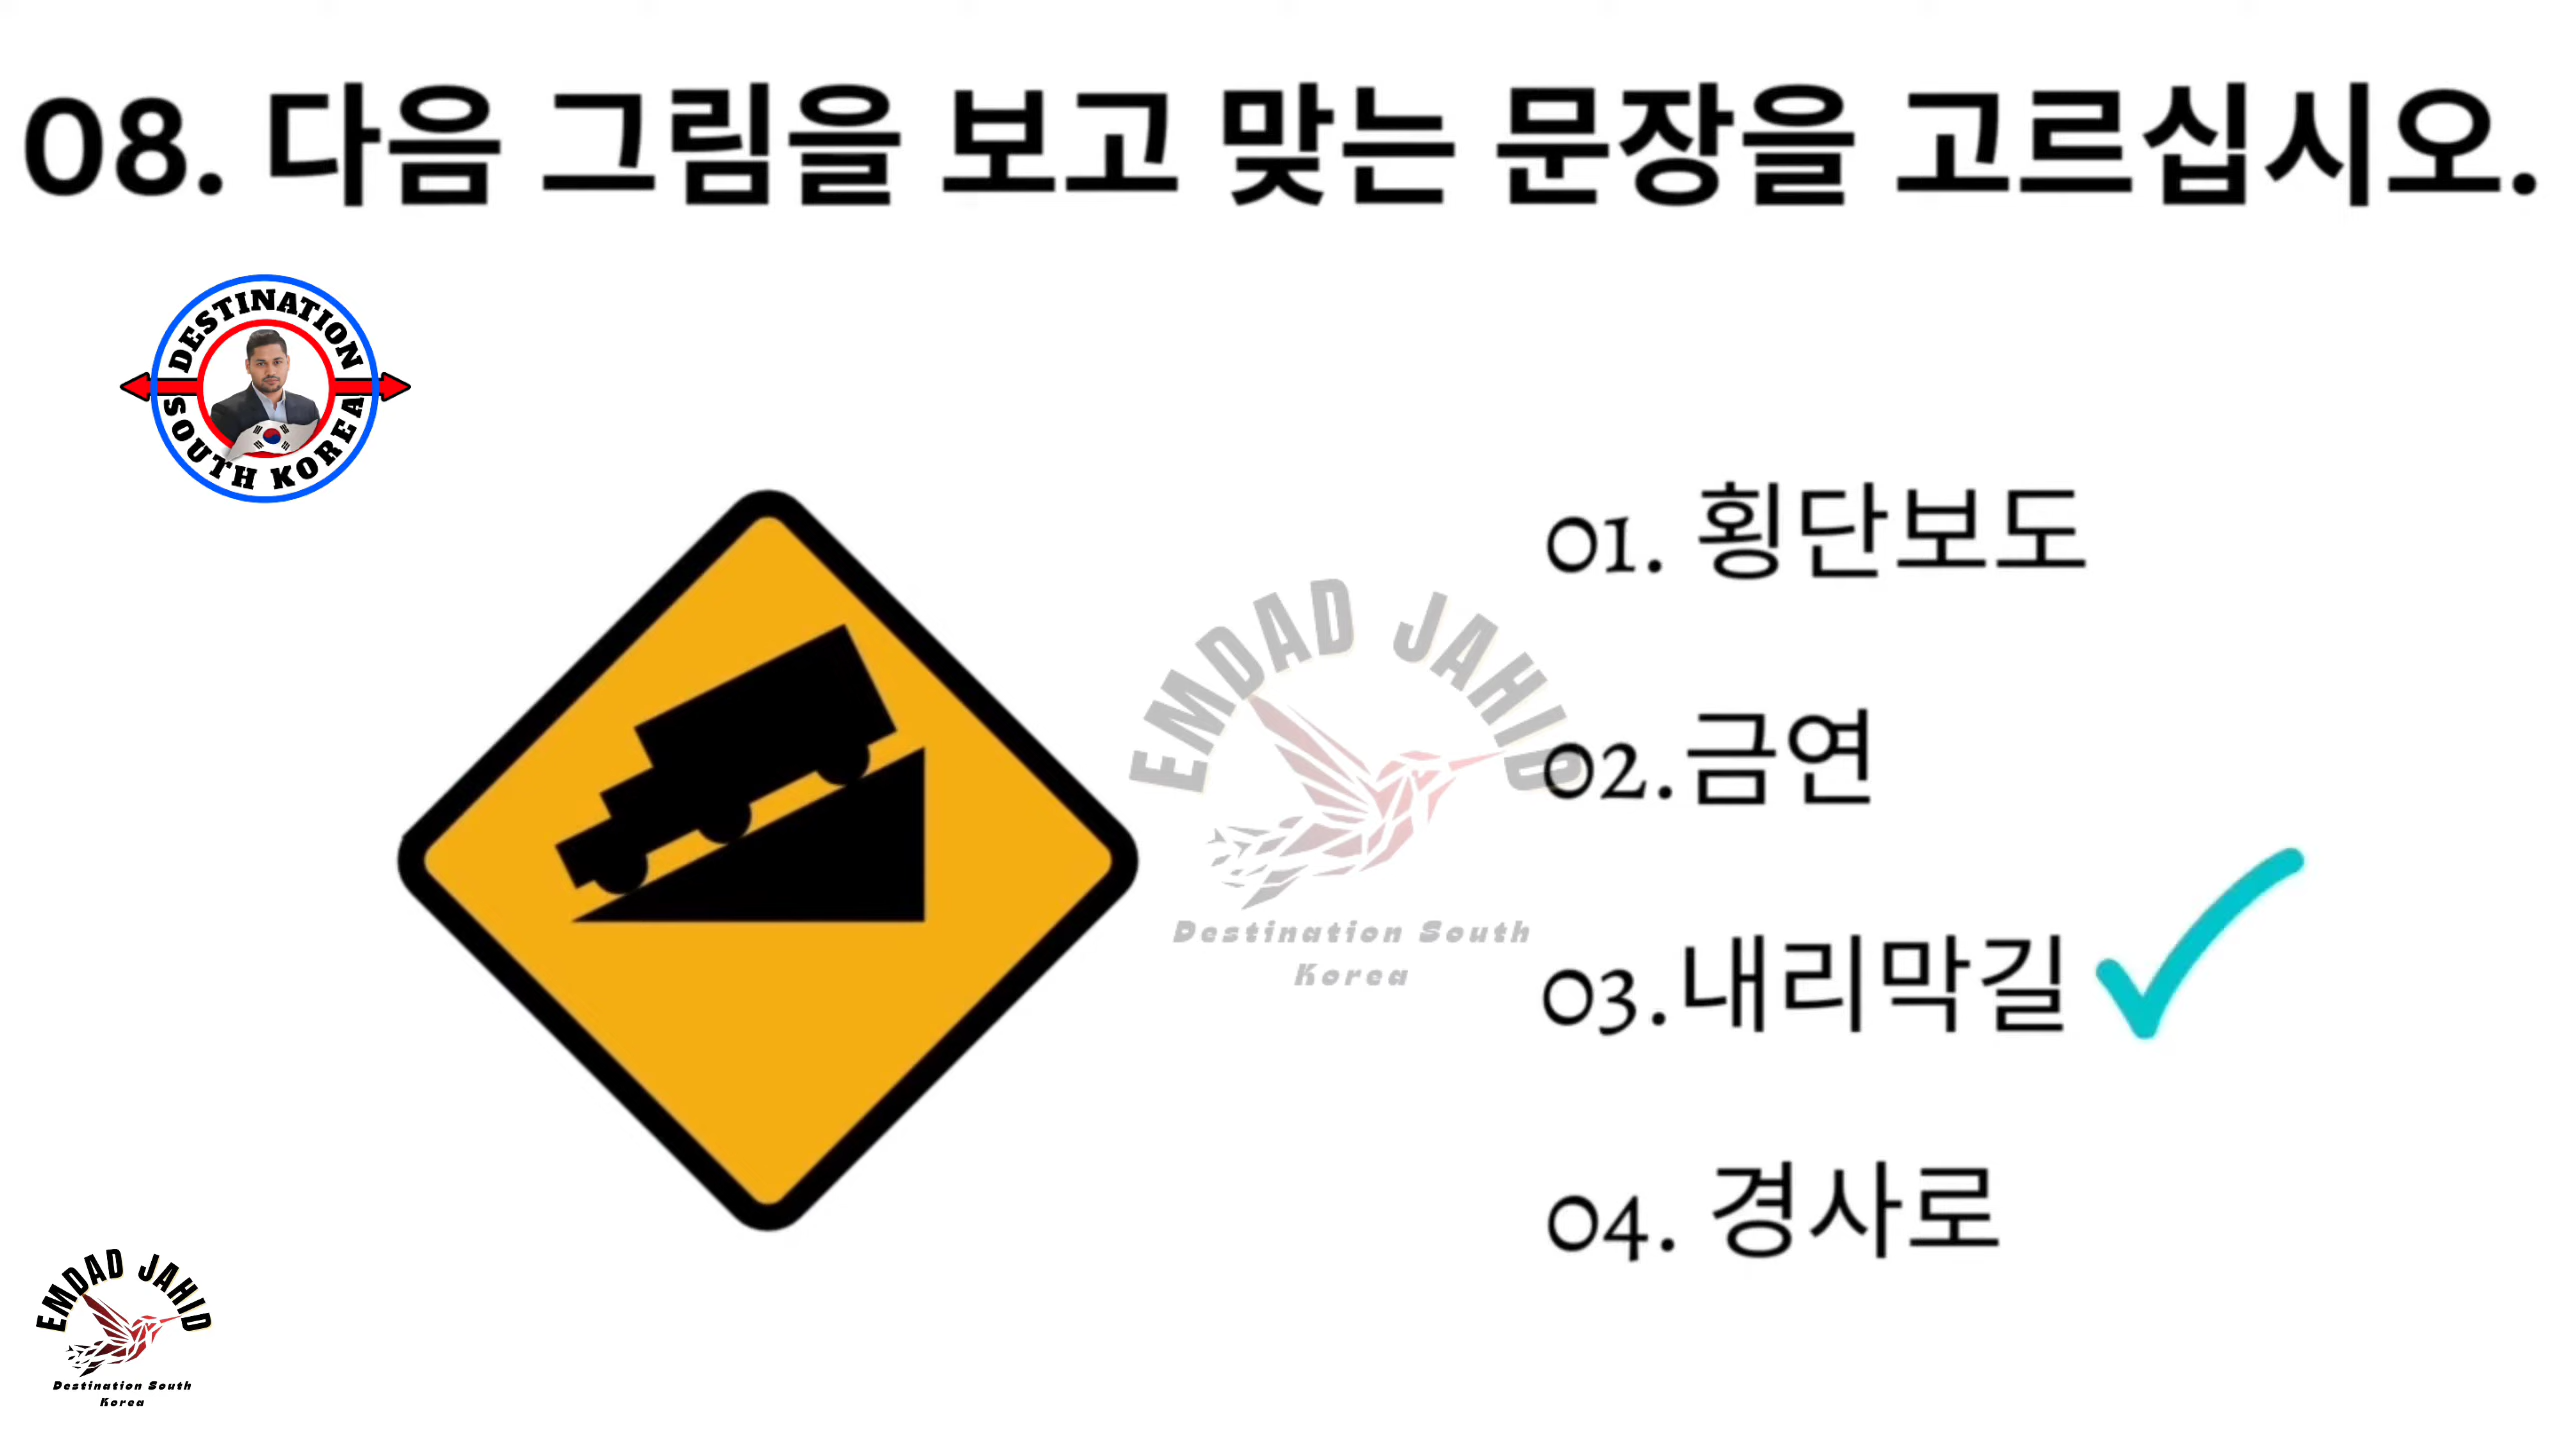 08. 다음 그림을 보고 맞는 문장을 고르십시오.
DESTINATION
SOUTH KOREA
01. 횡단보도
EMDAD JAHID
02.금연
Destination South
Korea
03.내리막길
04. 경사로
EMDAD JAHID
Destination South
Korea